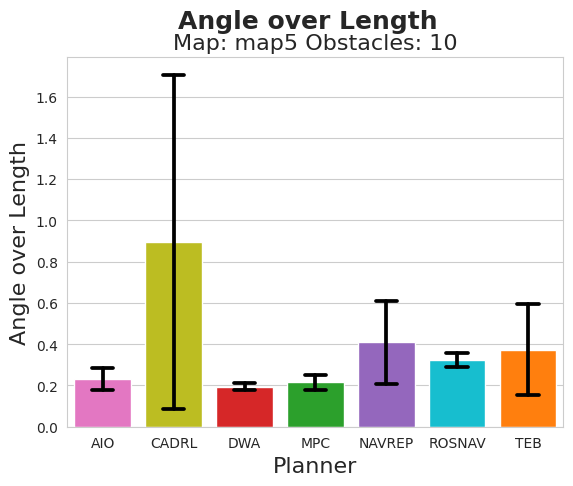 Angle over Length
Map: map5 Obstacles: 10
Angle over Length
1.6
1.4
1.2
1.0
0.8
0.6
0.4
0.2
0.0
AIO CADRL DWA MPC NAVREP ROSNAV TEB
Planner